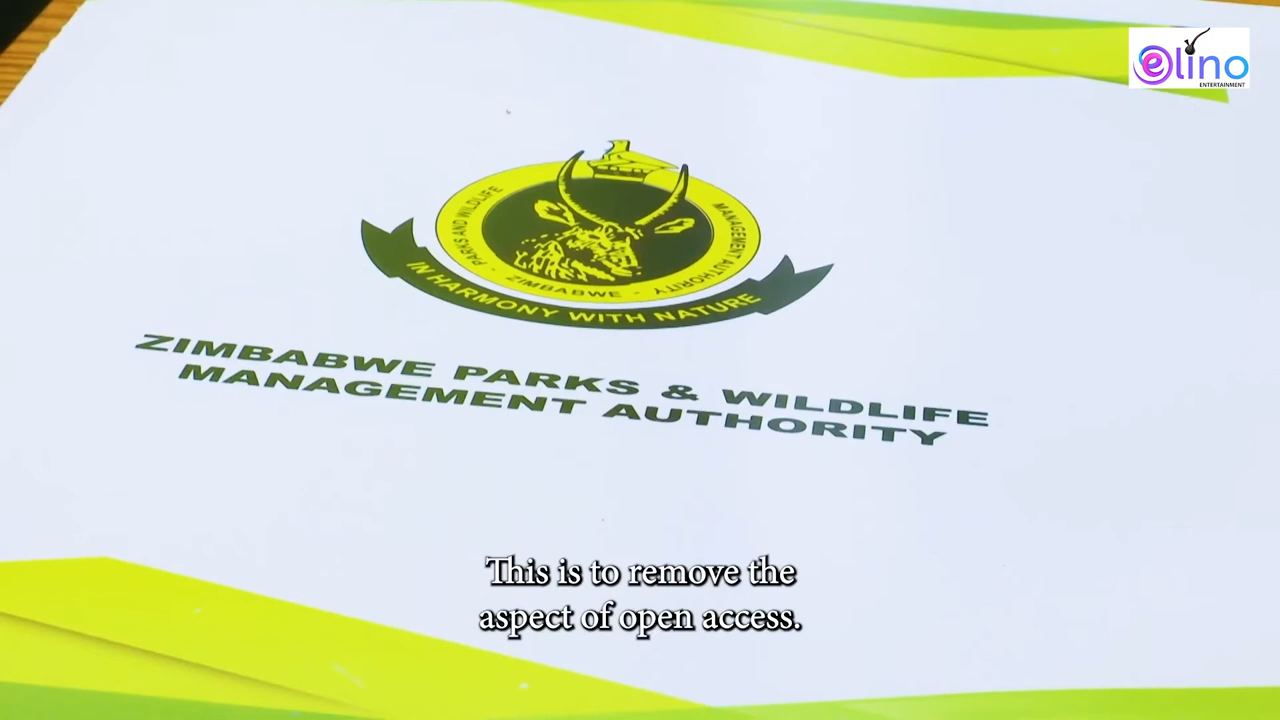 elino
ENTERTAINMENT
PARKS AND WILDLIFE
MANAGEMENT AUTHORITY
- ZIMBABWE -
IN HARMONY WITH NATURE
ZIMBABWE PARKS & WILDLIFE
MANAGEMENT AUTHORITY
This is to remove the
aspect of open access.